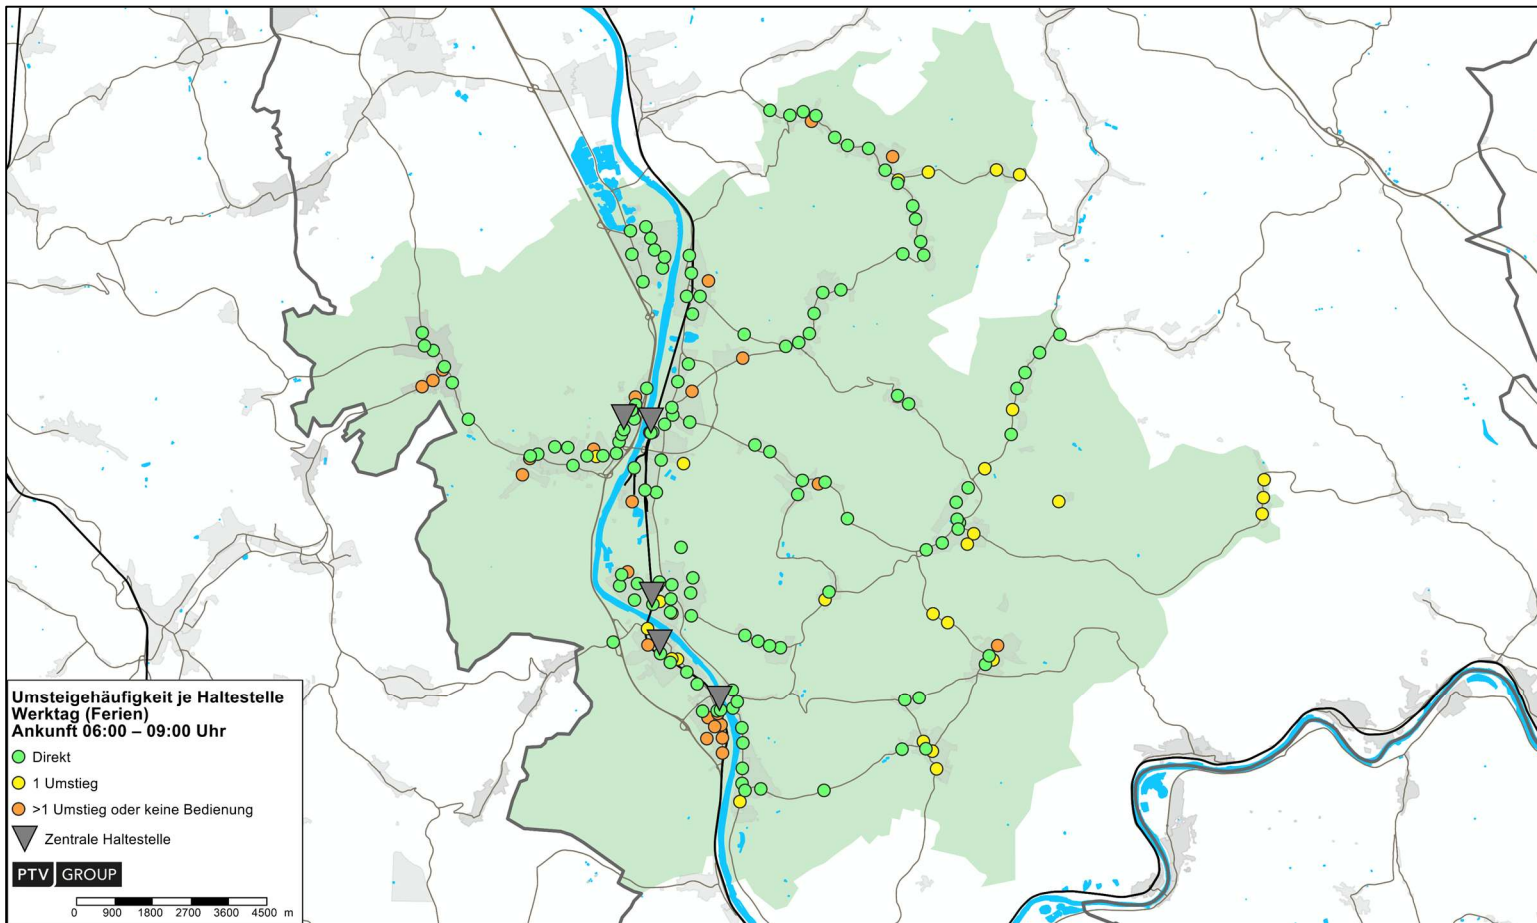 Umsteigehäufigkeit je Haltestelle
Werktag (Ferien)
Ankunft 06:00 – 09:00 Uhr
Direkt
1 Umstieg
>1 Umstieg oder keine Bedienung
Zentrale Haltestelle
PTV GROUP
0 900 1800 2700 3600 4500 m